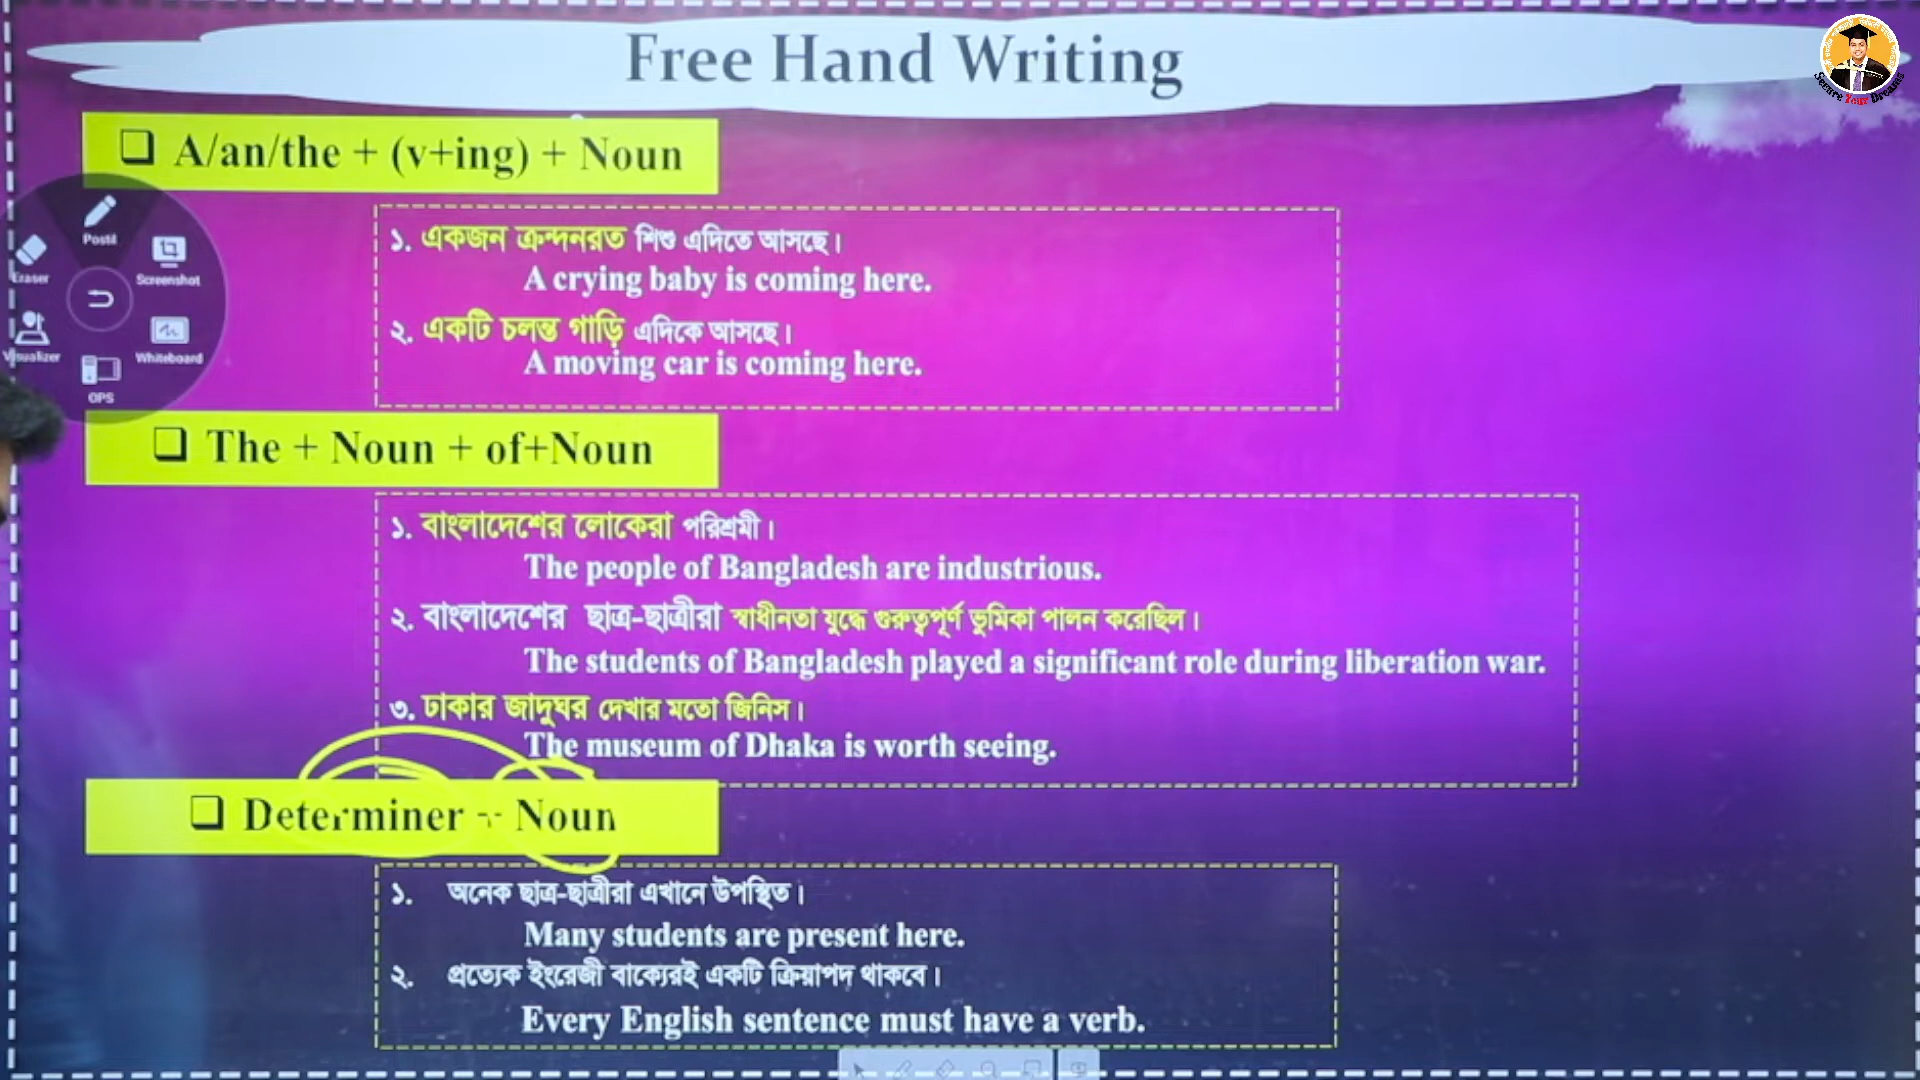 Free Hand Writing
Secure Your Dreams
❑ A/an/the + (v+ing) + Noun
Postil
Eraser
Screenshot
Visualizer
Whiteboard
OPS
১. একজন ক্রন্দনরত শিশু এদিতে আসছে।
A crying baby is coming here.
২. একটি চলন্ত গাড়ি এদিকে আসছে।
A moving car is coming here.
❑ The + Noun + of+Noun
১. বাংলাদেশের লোকেরা পরিশ্রমী।
The people of Bangladesh are industrious.
২. বাংলাদেশের ছাত্র-ছাত্রীরা স্বাধীনতা যুদ্ধে গুরুত্বপূর্ণ ভুমিকা পালন করেছিল।
The students of Bangladesh played a significant role during liberation war.
৩. ঢাকার জাদুঘর দেখার মতো জিনিস।
The museum of Dhaka is worth seeing.
❑ Determiner + Noun
১. অনেক ছাত্র-ছাত্রীরা এখানে উপস্থিত।
Many students are present here.
২. প্রত্যেক ইংরেজী বাক্যেরই একটি ক্রিয়াপদ থাকবে।
Every English sentence must have a verb.